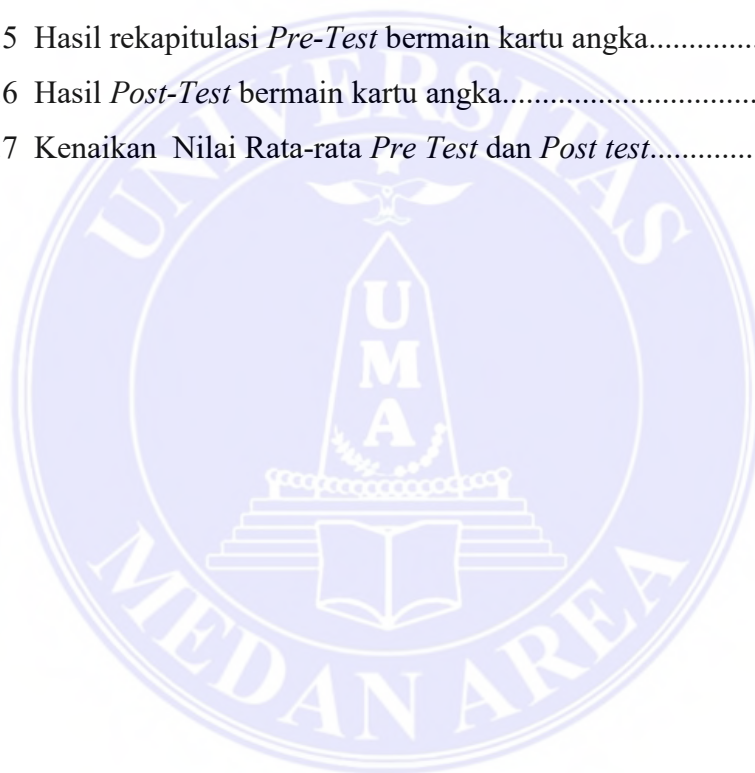 5 Hasil rekapitulasi Pre-Test bermain kartu angka..............
6 Hasil Post-Test bermain kartu angka.................................
7 Kenaikan Nilai Rata-rata Pre Test dan Post test.............
UNIVERSITAS
U
M
A
MEDAN AREA